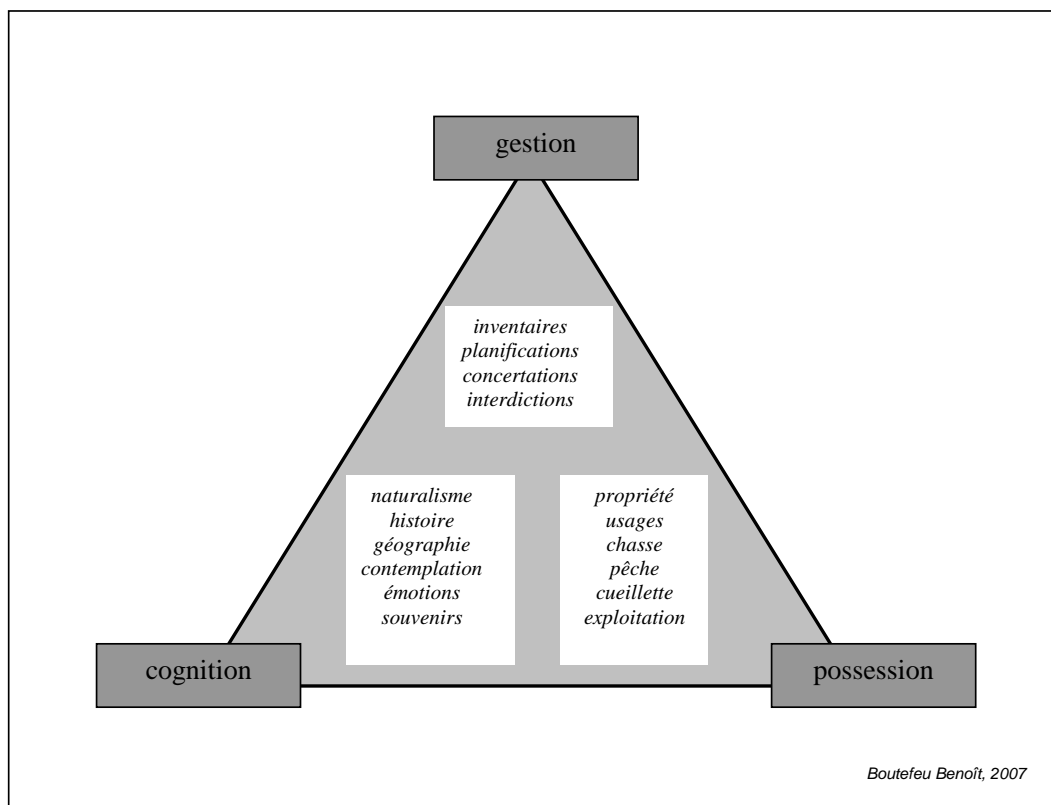 gestion
inventaires
planifications
concertations
interdictions
naturalisme
histoire
géographie
contemplation
émotions
souvenirs
propriété
usages
chasse
pêche
cueillette
exploitation
cognition
possession
Boutefeu Benoît, 2007